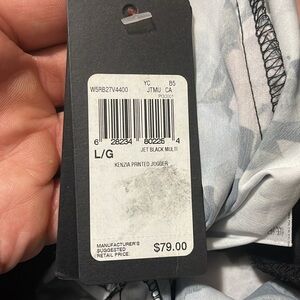 W5RB27V4400 YC B5
JTMU CA
6 28234 80225 4
L/G JET BLACK MULTI
KENZIA PRINTED JOGGER
MANUFACTURER'S
SUGGESTED
RETAIL PRICE:
$79.00